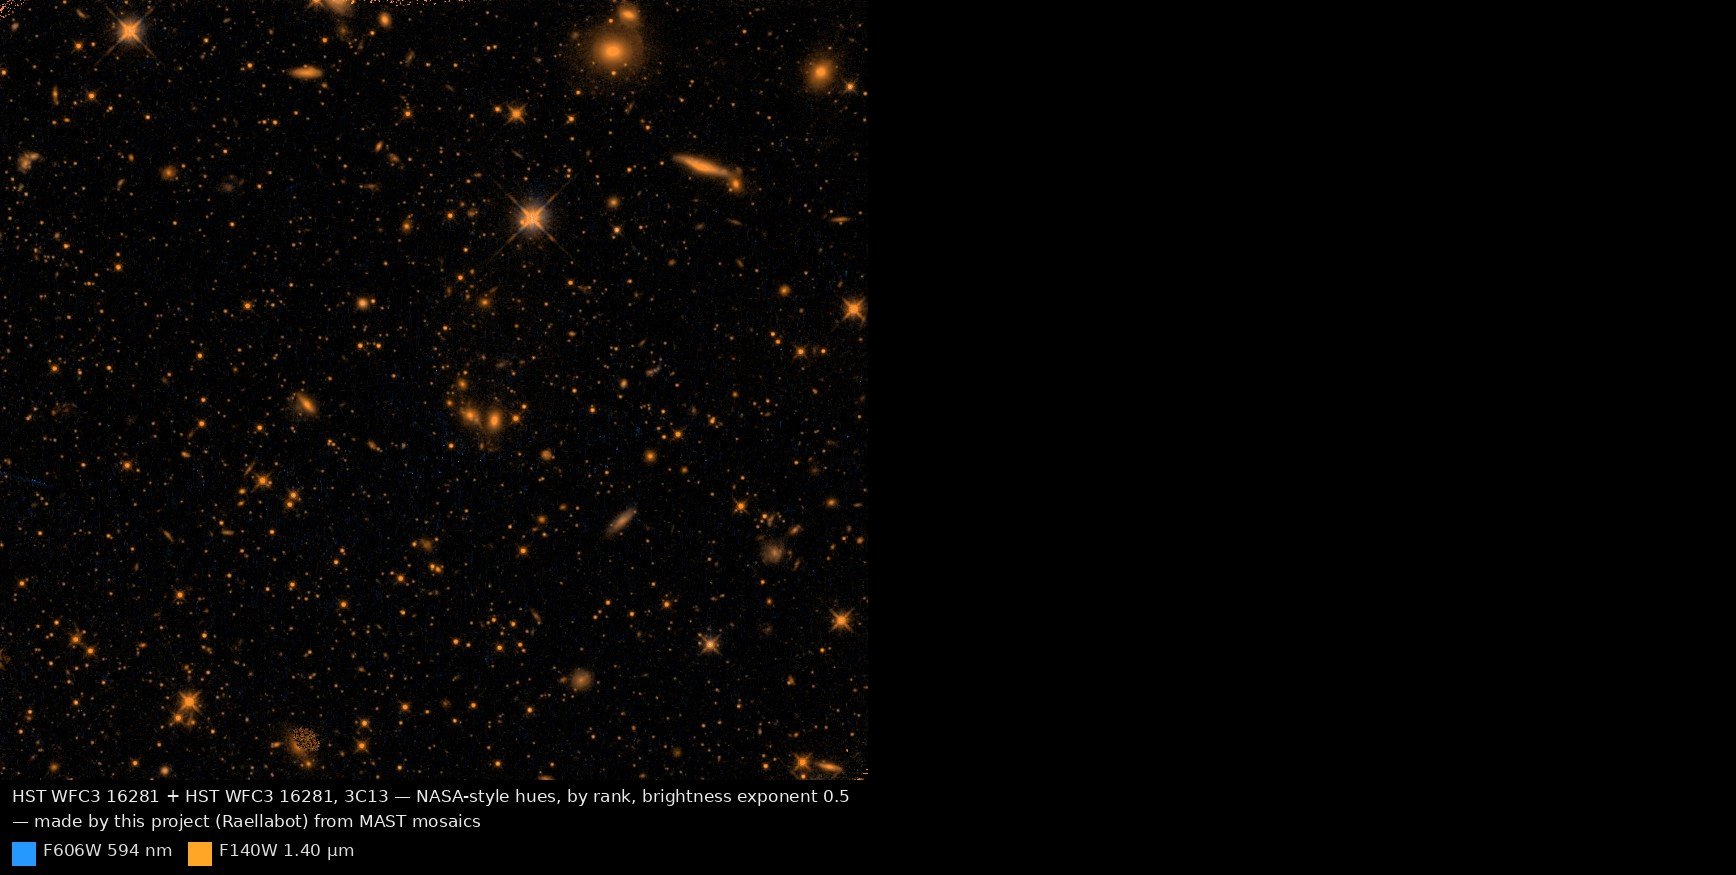 HST WFC3 16281 + HST WFC3 16281, 3C13 — NASA-style hues, by rank, brightness exponent 0.5
— made by this project (Raellabot) from MAST mosaics
F606W 594 nm F140W 1.40 µm